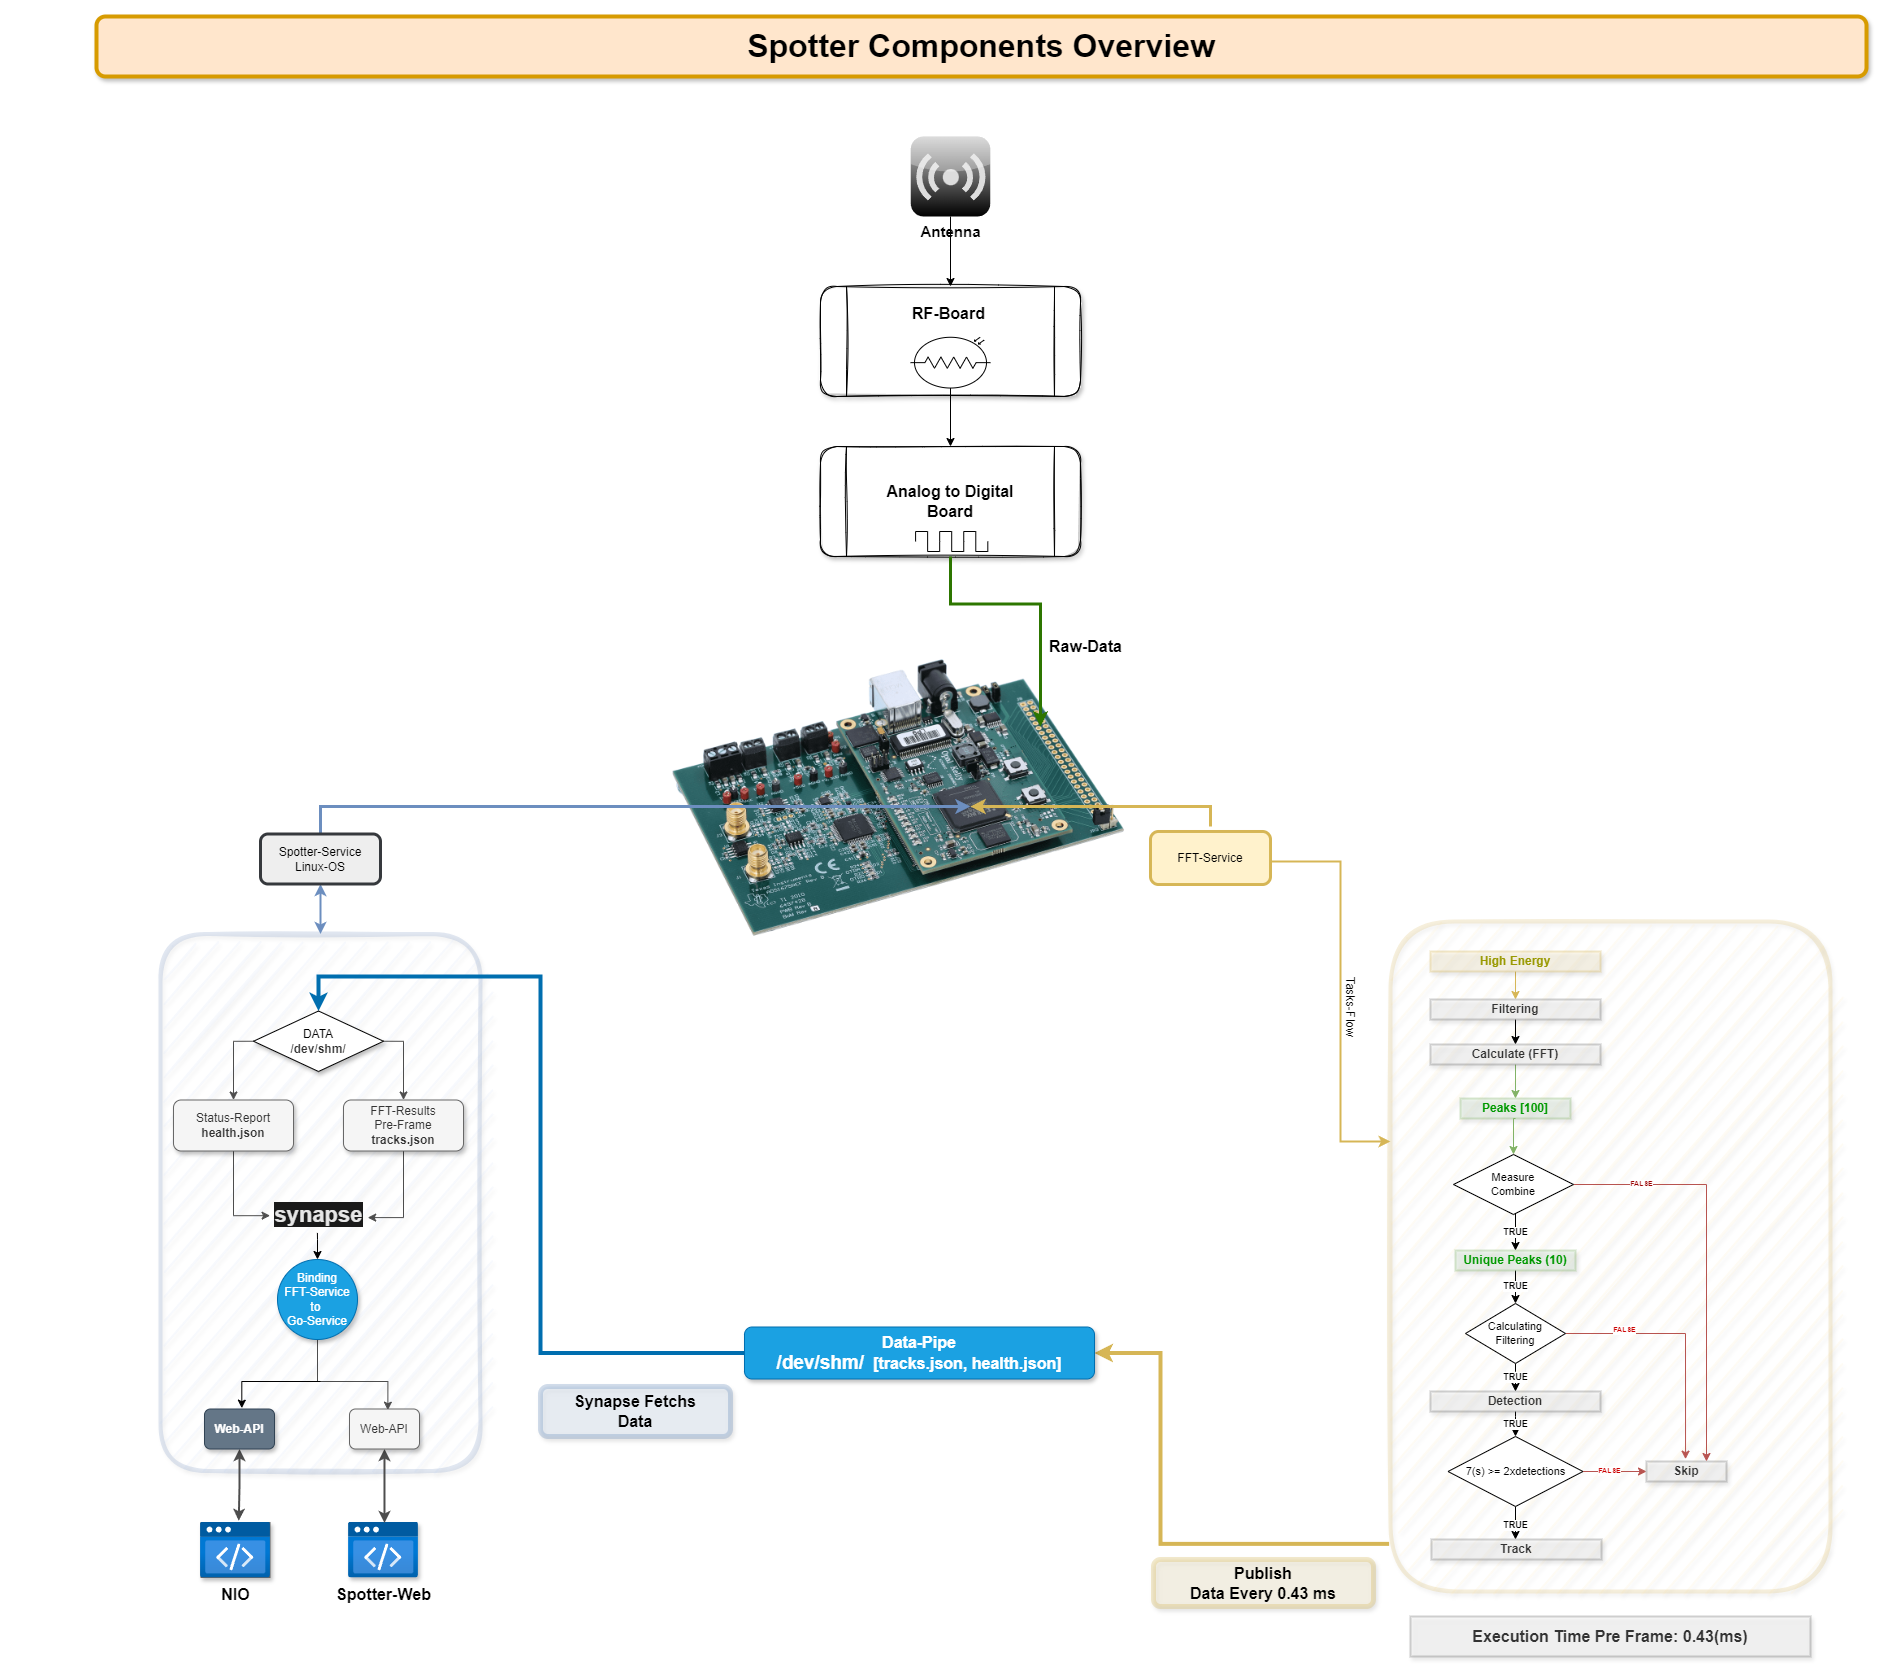 Spotter Components Overview
Antenna
RF-Board
Analog to Digital
Board
Raw-Data
Spotter-Service
Linux-OS
FFT-Service
Tasks-Flow
DATA
/dev/shm/
Status-Report
health.json
FFT-Results
Pre-Frame
tracks.json
synapse
Binding
FFT-Service
to
Go-Service
Web-API
Web-API
NIO
Spotter-Web
Synapse Fetchs
Data
Data-Pipe
/dev/shm/ [tracks.json, health.json]
Publish
Data Every 0.43 ms
High Energy
Filtering
Calculate (FFT)
Peaks [100]
Measure
Combine
FALSE
TRUE
Unique Peaks (10)
TRUE
Calculating
Filtering
FALSE
TRUE
Detection
TRUE
7(s) >= 2xdetections
FALSE
Skip
TRUE
Track
Execution Time Pre Frame: 0.43(ms)
Texas Instruments